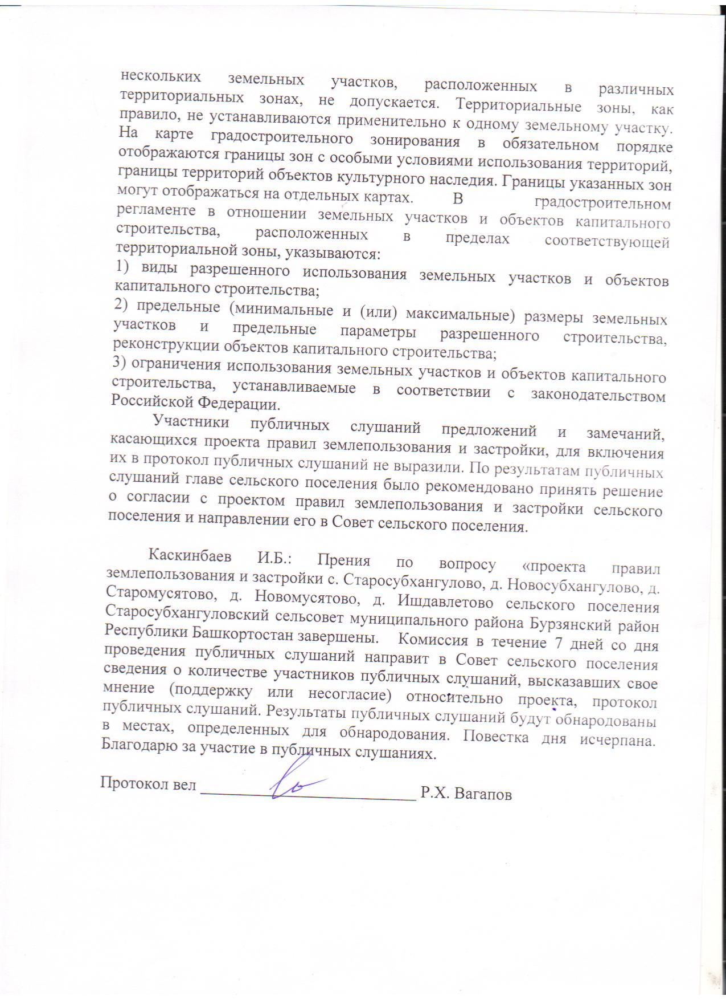 нескольких земельных участков, расположенных в различных
территориальных зонах, не допускается. Территориальные зоны, как
правило, не устанавливаются применительно к одному земельному участку.
На карте градостроительного зонирования в обязательном порядке
отображаются границы зон с особыми условиями использования территорий,
границы территорий объектов культурного наследия. Границы указанных зон
могут отображаться на отдельных картах. В градостроительном
регламенте в отношении земельных участков и объектов капитального
строительства, расположенных в пределах соответствующей
территориальной зоны, указываются:
1) виды разрешенного использования земельных участков и объектов
капитального строительства;
2) предельные (минимальные и (или) максимальные) размеры земельных
участков и предельные параметры разрешенного строительства,
реконструкции объектов капитального строительства;
3) ограничения использования земельных участков и объектов капитального
строительства, устанавливаемые в соответствии с законодательством
Российской Федерации.
Участники публичных слушаний предложений и замечаний,
касающихся проекта правил землепользования и застройки, для включения
их в протокол публичных слушаний не выразили. По результатам публичных
слушаний главе сельского поселения было рекомендовано принять решение
о согласии с проектом правил землепользования и застройки сельского
поселения и направлении его в Совет сельского поселения.
Каскинбаев И.Б.: Прения по вопросу «проекта правил
землепользования и застройки с. Старосубхангулово, д. Новосубхангулово, д.
Старомусятово, д. Новомусятово, д. Ишдавлетово сельского поселения
Старосубхангуловский сельсовет муниципального района Бурзянский район
Республики Башкортостан завершены. Комиссия в течение 7 дней со дня
проведения публичных слушаний направит в Совет сельского поселения
сведения о количестве участников публичных слушаний, высказавших свое
мнение (поддержку или несогласие) относительно проекта, протокол
публичных слушаний. Результаты публичных слушаний будут обнародованы
в местах, определенных для обнародования. Повестка дня исчерпана.
Благодарю за участие в публичных слушаниях.
Протокол вел ___________________________ Р.Х. Вагапов